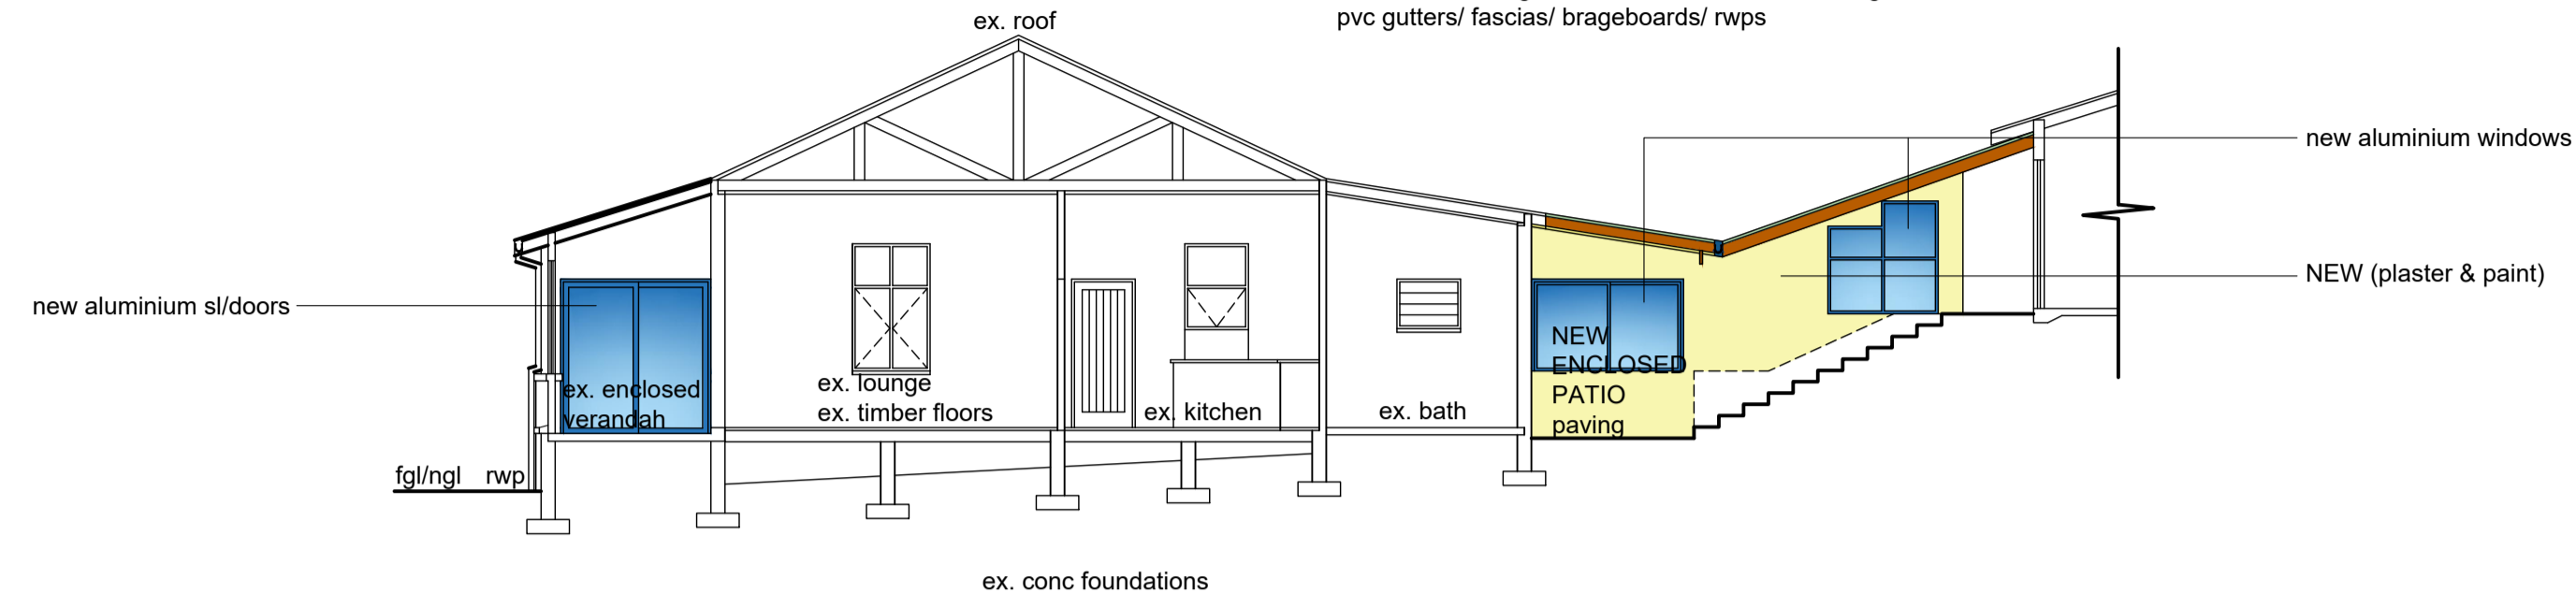 ex. roof
pvc gutters/ fascias/ brageboards/ rwps
new aluminium windows
NEW (plaster & paint)
new aluminium sl/doors
ex. enclosed
verandah
ex. lounge
ex. timber floors
ex. kitchen
ex. bath
NEW
ENCLOSED
PATIO
paving
fgl/ngl rwp
ex. conc foundations